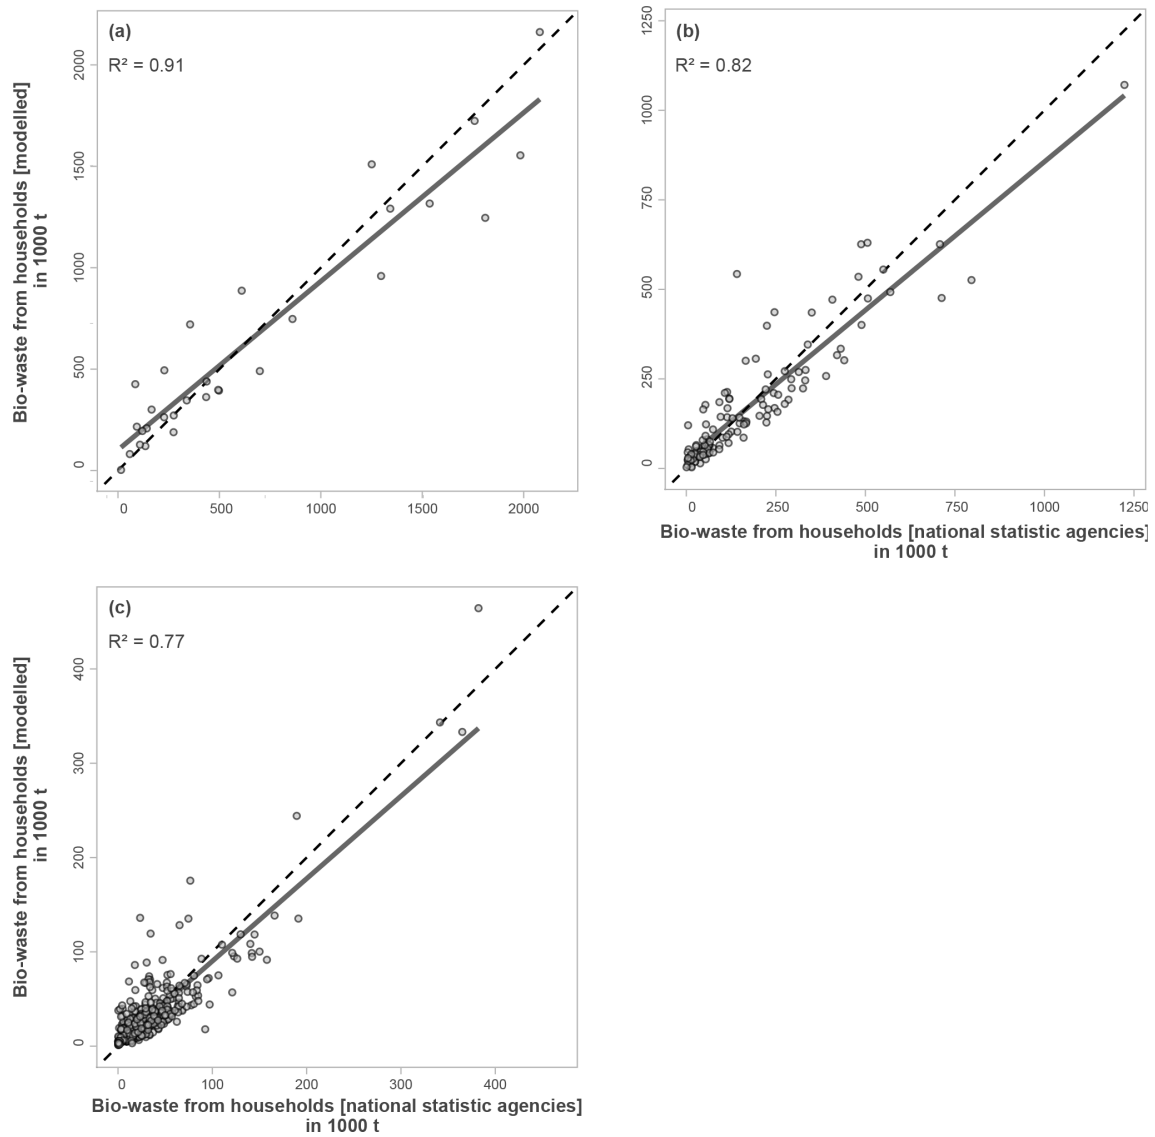 (a)
R² = 0.91
Bio-waste from households [modelled]
in 1000 t
0
500
1000
1500
2000
0
500
1000
1500
2000
(b)
R² = 0.82
0
250
500
750
1000
1250
0
250
500
750
1000
1250
Bio-waste from households [national statistic agencies]
in 1000 t
(c)
R² = 0.77
Bio-waste from households [modelled]
in 1000 t
0
100
200
300
400
0
100
200
300
400
Bio-waste from households [national statistic agencies]
in 1000 t